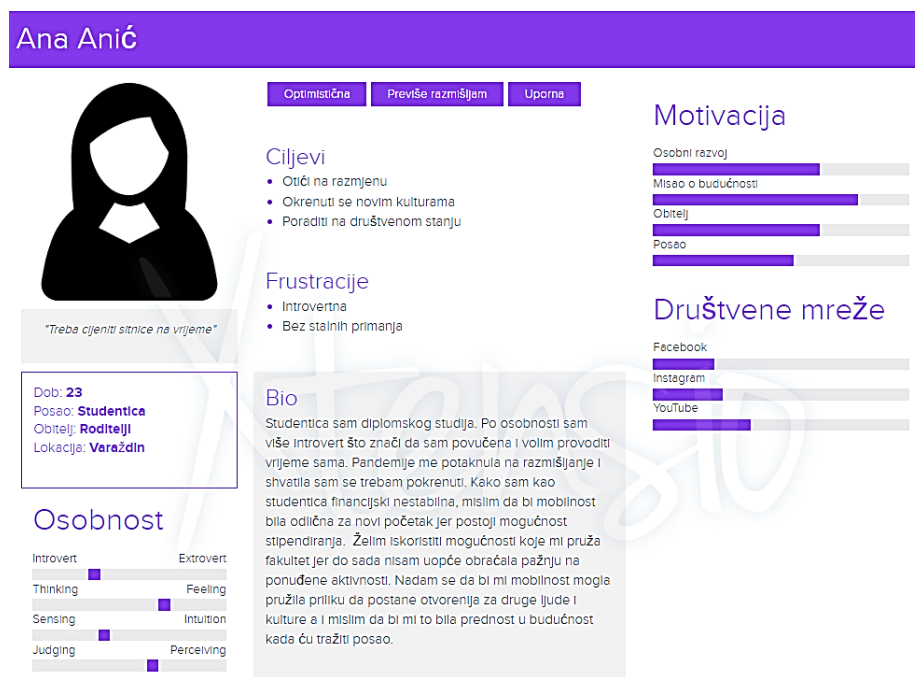 Ana Anić
Optimistična
Previše razmišljam
Uporna
Ciljevi
Otići na razmjenu
Okrenuti se novim kulturama
Poraditi na društvenom stanju
Frustracije
Introvertna
Bez stalnih primanja
"Treba cijeniti sitnice na vrijeme"
Dob: 23
Posao: Studentica
Obitelj: Roditelji
Lokacija: Varaždin
Osobnost
Introvert Extrovert
Thinking Feeling
Sensing Intuition
Judging Perceiving
Bio
Studentica sam diplomskog studija. Po osobnosti sam
više introvert što znači da sam povučena i volim provoditi
vrijeme sama. Pandemije me potaknula na razmišljanje i
shvatila sam se trebam pokrenuti. Kako sam kao
studentica financijski nestabilna, mislim da bi mobilnost
bila odlična za novi početak jer postoji mogućnost
stipendiranja. Želim iskoristiti mogućnosti koje mi pruža
fakultet jer do sada nisam uopće obraćala pažnju na
ponuđene aktivnosti. Nadam se da bi mi mobilnost mogla
pružila priliku da postane otvorenija za druge ljude i
kulture a i mislim da bi mi to bila prednost u budućnost
kada ću tražiti posao.
Motivacija
Osobni razvoj
Misao o budućnosti
Obitelj
Posao
Društvene mreže
Facebook
Instagram
YouTube
Xtensio